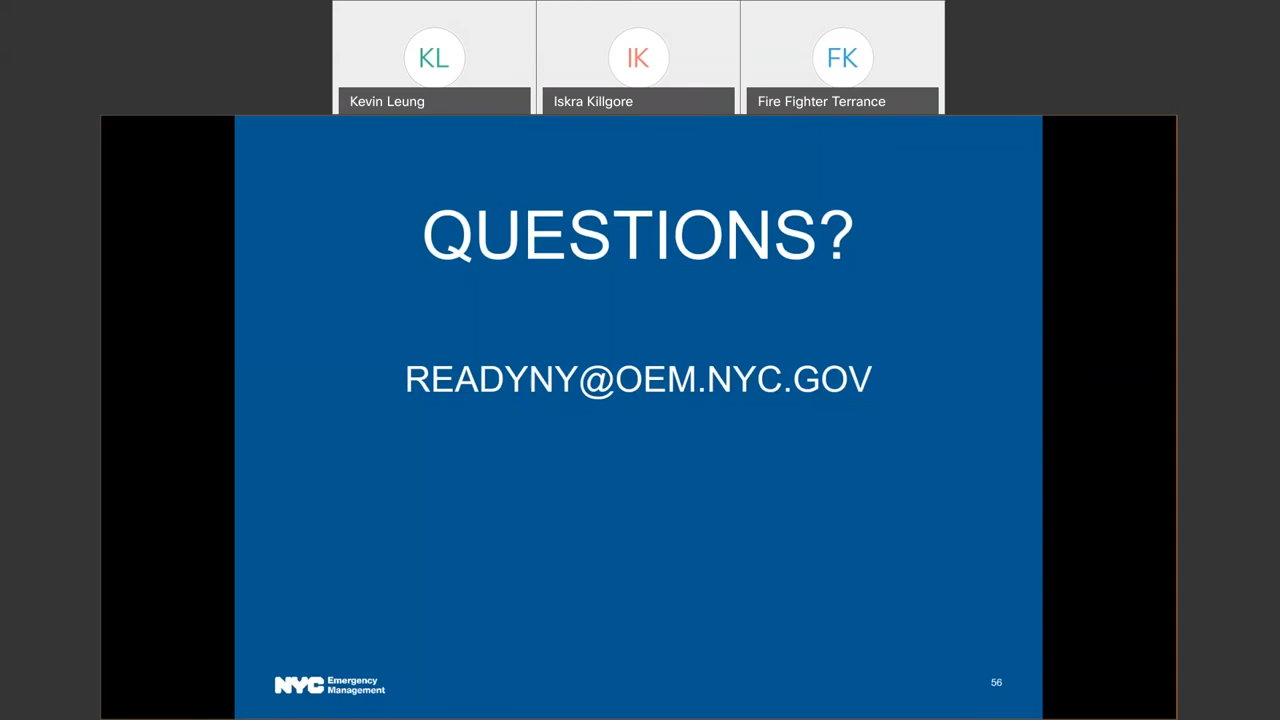 KL
IK
FK
Kevin Leung
Iskra Killgore
Fire Fighter Terrance
QUESTIONS?
READYNY@OEM.NYC.GOV
NYC Emergency
Management
56